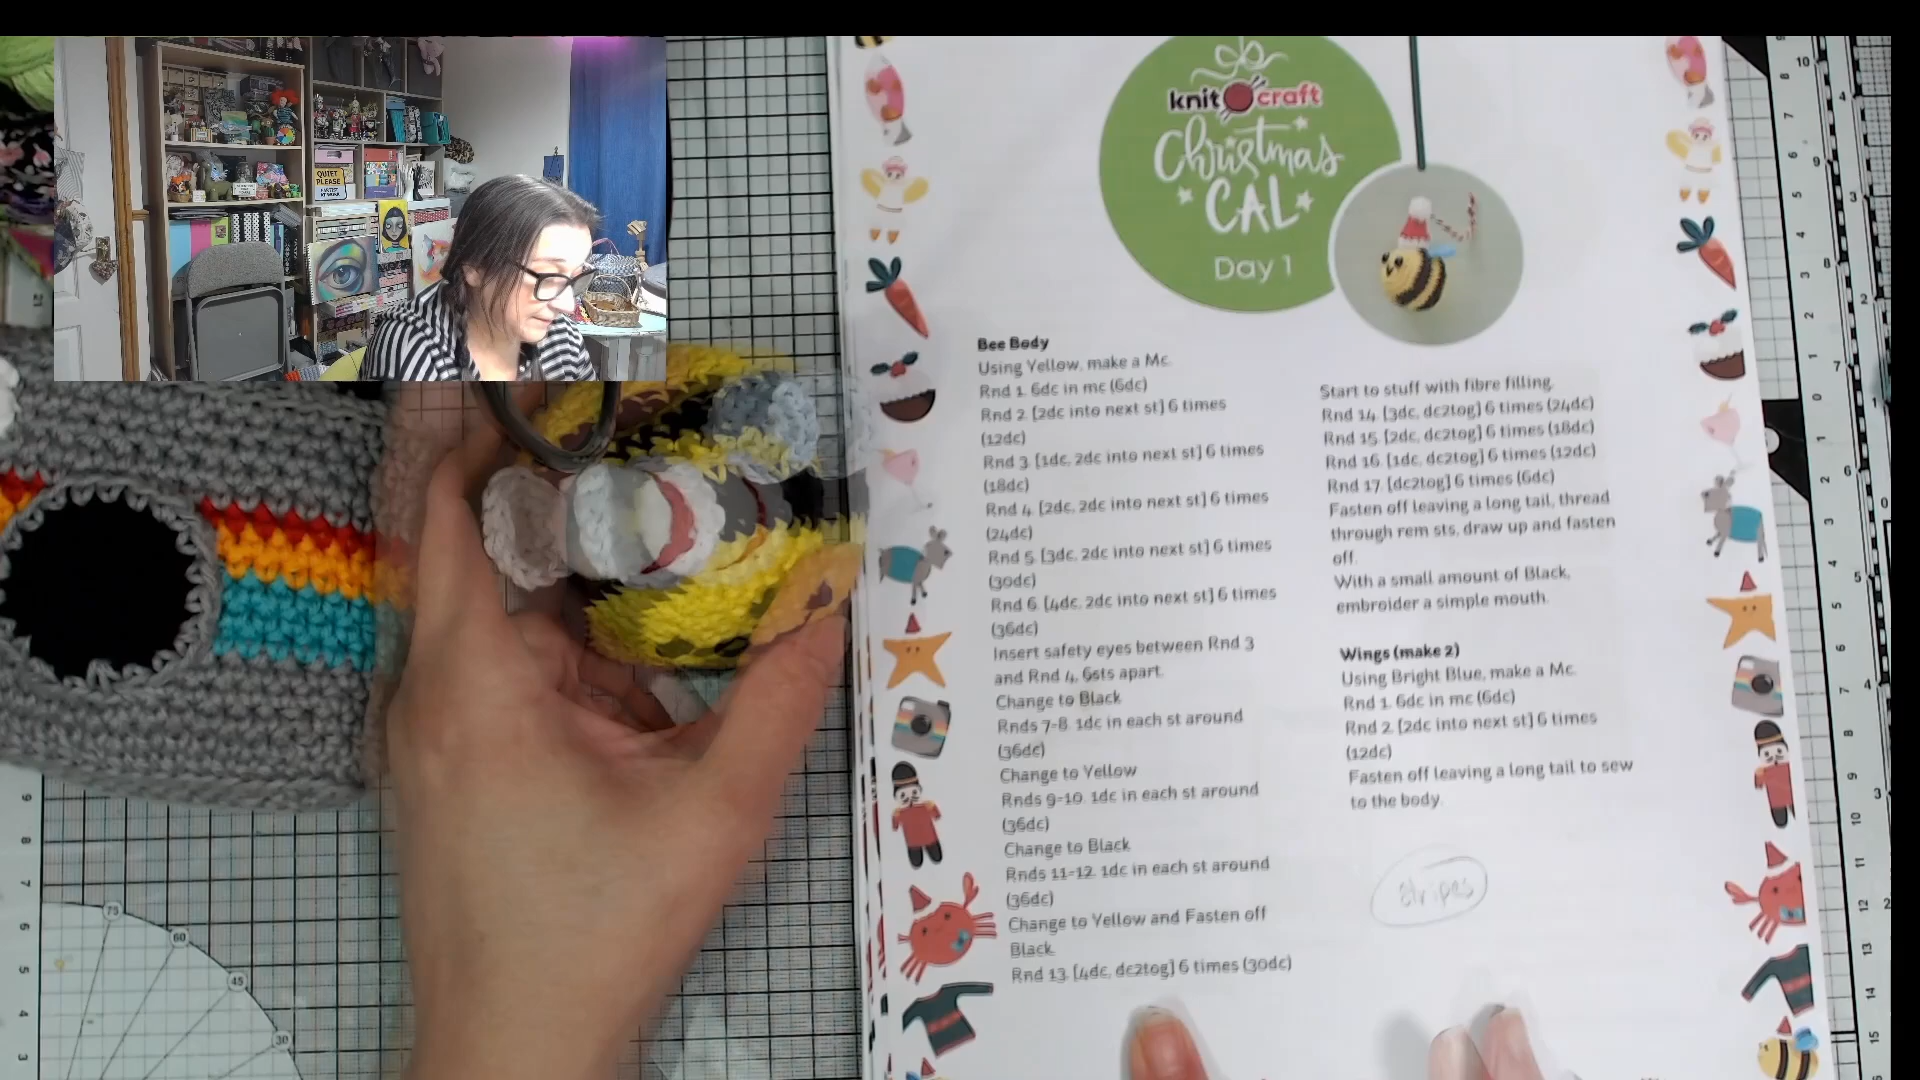 QUIET
PLEASE
knit craft
Christmas
CAL
Day 1
Bee Body
Using Yellow, make a Mc.
Rnd 1. 6dc in mc (6dc)
Rnd 2. [2dc into next st] 6 times
(12dc)
Rnd 3. [1dc, 2dc into next st] 6 times
(18dc)
Rnd 4. [2dc, 2dc into next st] 6 times
(24dc)
Rnd 5. [3dc, 2dc into next st] 6 times
(30dc)
Rnd 6. [4dc, 2dc into next st] 6 times
(36dc)
Insert safety eyes between Rnd 3
and Rnd 4, 6sts apart.
Change to Black
Rnds 7-8. 1dc in each st around
(36dc)
Change to Yellow
Rnds 9-10. 1dc in each st around
(36dc)
Change to Black
Rnds 11-12. 1dc in each st around
(36dc)
Change to Yellow and Fasten off
Black.
Rnd 13. [4dc, dc2tog] 6 times (30dc)
Start to stuff with fibre filling.
Rnd 14. [3dc, dc2tog] 6 times (24dc)
Rnd 15. [2dc, dc2tog] 6 times (18dc)
Rnd 16. [1dc, dc2tog] 6 times (12dc)
Rnd 17. [dc2tog] 6 times (6dc)
Fasten off leaving a long tail, thread
through rem sts, draw up and fasten
off.
With a small amount of Black,
embroider a simple mouth.
Wings (make 2)
Using Bright Blue, make a Mc.
Rnd 1. 6dc in mc (6dc)
Rnd 2. [2dc into next st] 6 times
(12dc)
Fasten off leaving a long tail to sew
to the body.
Stripes
75
60
45
30